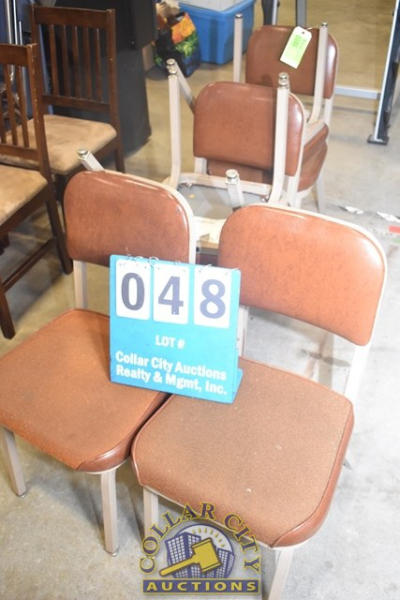 048
LOT #
Collar City Auctions
Realty & Mgmt, Inc.
COLLAR CITY
AUCTIONS